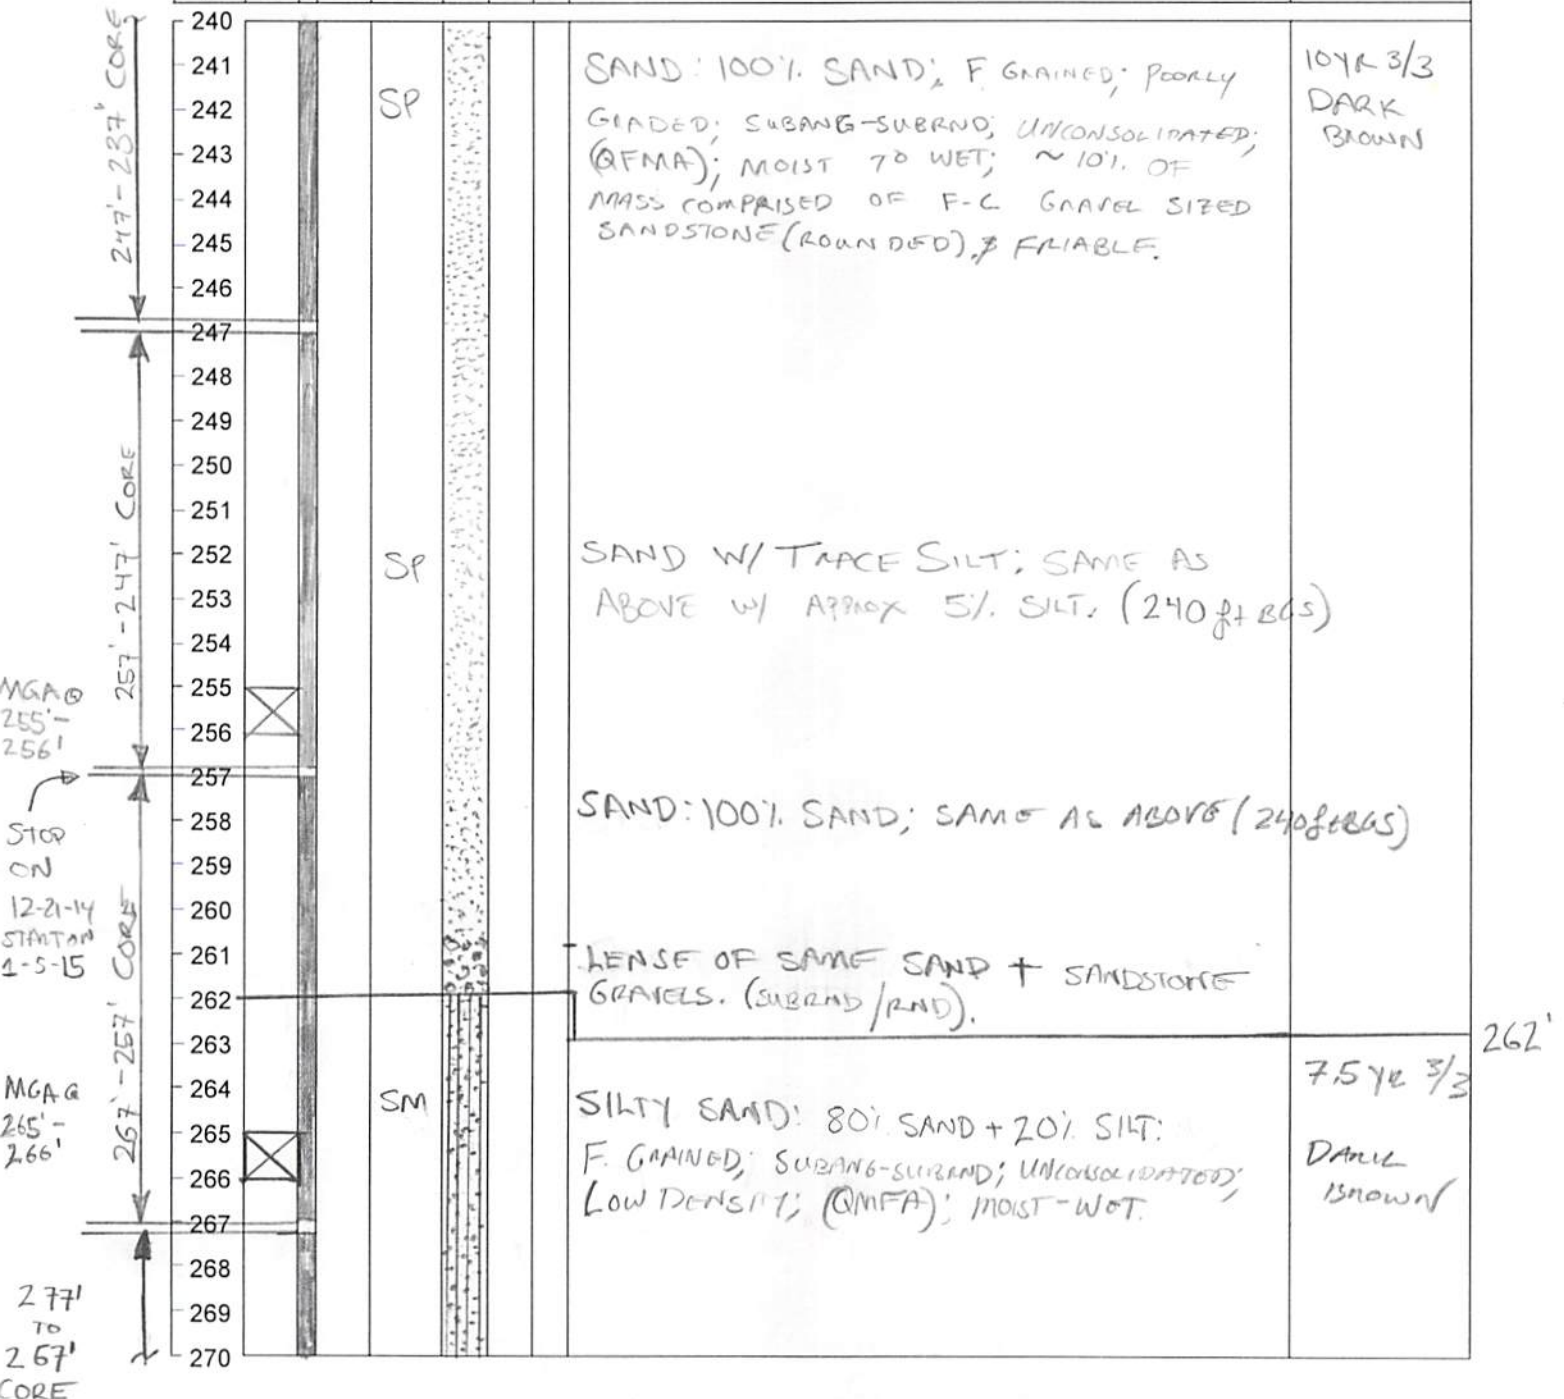 247'-237' CORE
257'-247' CORE
MGA @
255'-
256'
STOP
ON
12-21-14
START ON
1-5-15
267'-257' CORE
MGA @
265'-
266'
277'
TO
267'
CORE
240
241
242
243
244
245
246
247
248
249
250
251
252
253
254
255
256
257
258
259
260
261
262
263
264
265
266
267
268
269
270
SP
SP
SM
SAND: 100% SAND; F. GRAINED; POORLY
GRADED; SUBANG-SUBRND; UNCONSOLIDATED;
(QFMA); MOIST TO WET; ~10% OF
MASS COMPRISED OF F-C GRAVEL SIZED
SANDSTONE (ROUNDED), & FRIABLE.
SAND W/ TRACE SILT; SAME AS
ABOVE W/ APPROX 5% SILT. (240 ft BGS)
SAND: 100% SAND; SAME AS ABOVE (240 ft BGS)
LENSE OF SAME SAND + SANDSTONE
GRAVELS. (SUBRND/RND).
SILTY SAND: 80% SAND + 20% SILT:
F. GRAINED; SUBANG-SUBRND; UNCONSOLIDATED;
LOW DENSITY; (QMFA); MOIST-WET.
10YR 3/3
DARK
BROWN
262'
7.5 YR 3/3
DARK
BROWN